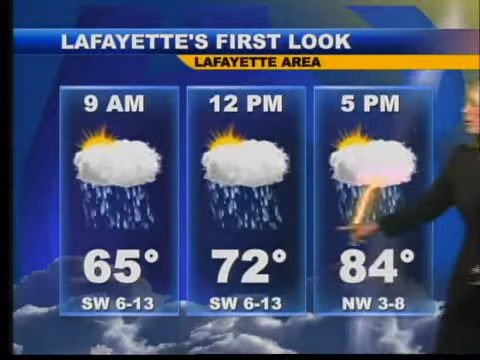 LAFAYETTE'S FIRST LOOK
LAFAYETTE AREA
9 AM 12 PM 5 PM
65° 72° 84°
SW 6-13 SW 6-13 NW 3-8